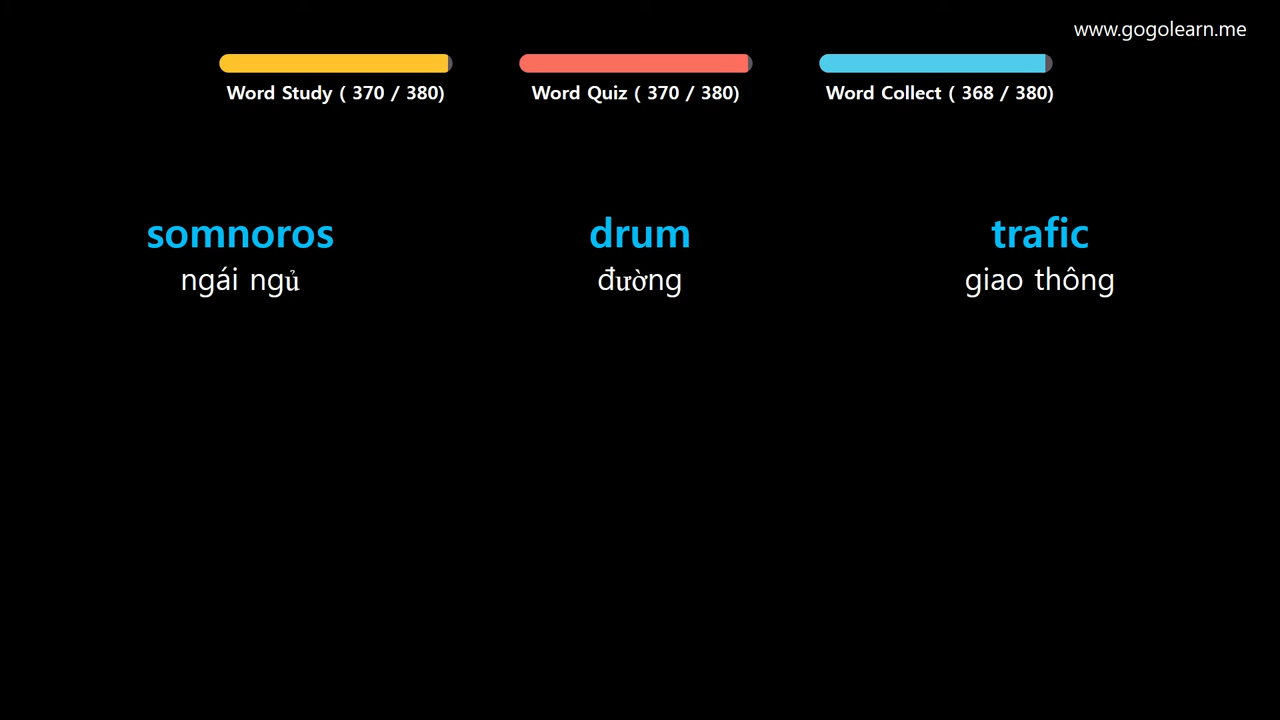 www.gogolearn.me
Word Study ( 370 / 380)
Word Quiz ( 370 / 380)
Word Collect ( 368 / 380)
somnoros
ngái ngủ
drum
đường
trafic
giao thông